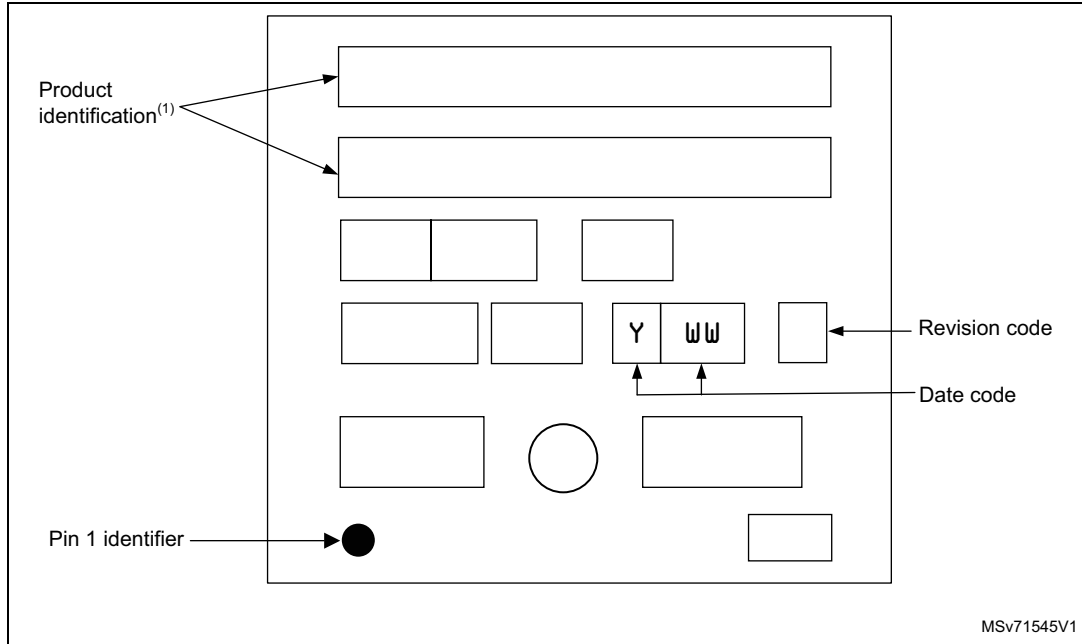 Product
identification(1)
Y WW
Revision code
Date code
Pin 1 identifier
MSv71545V1